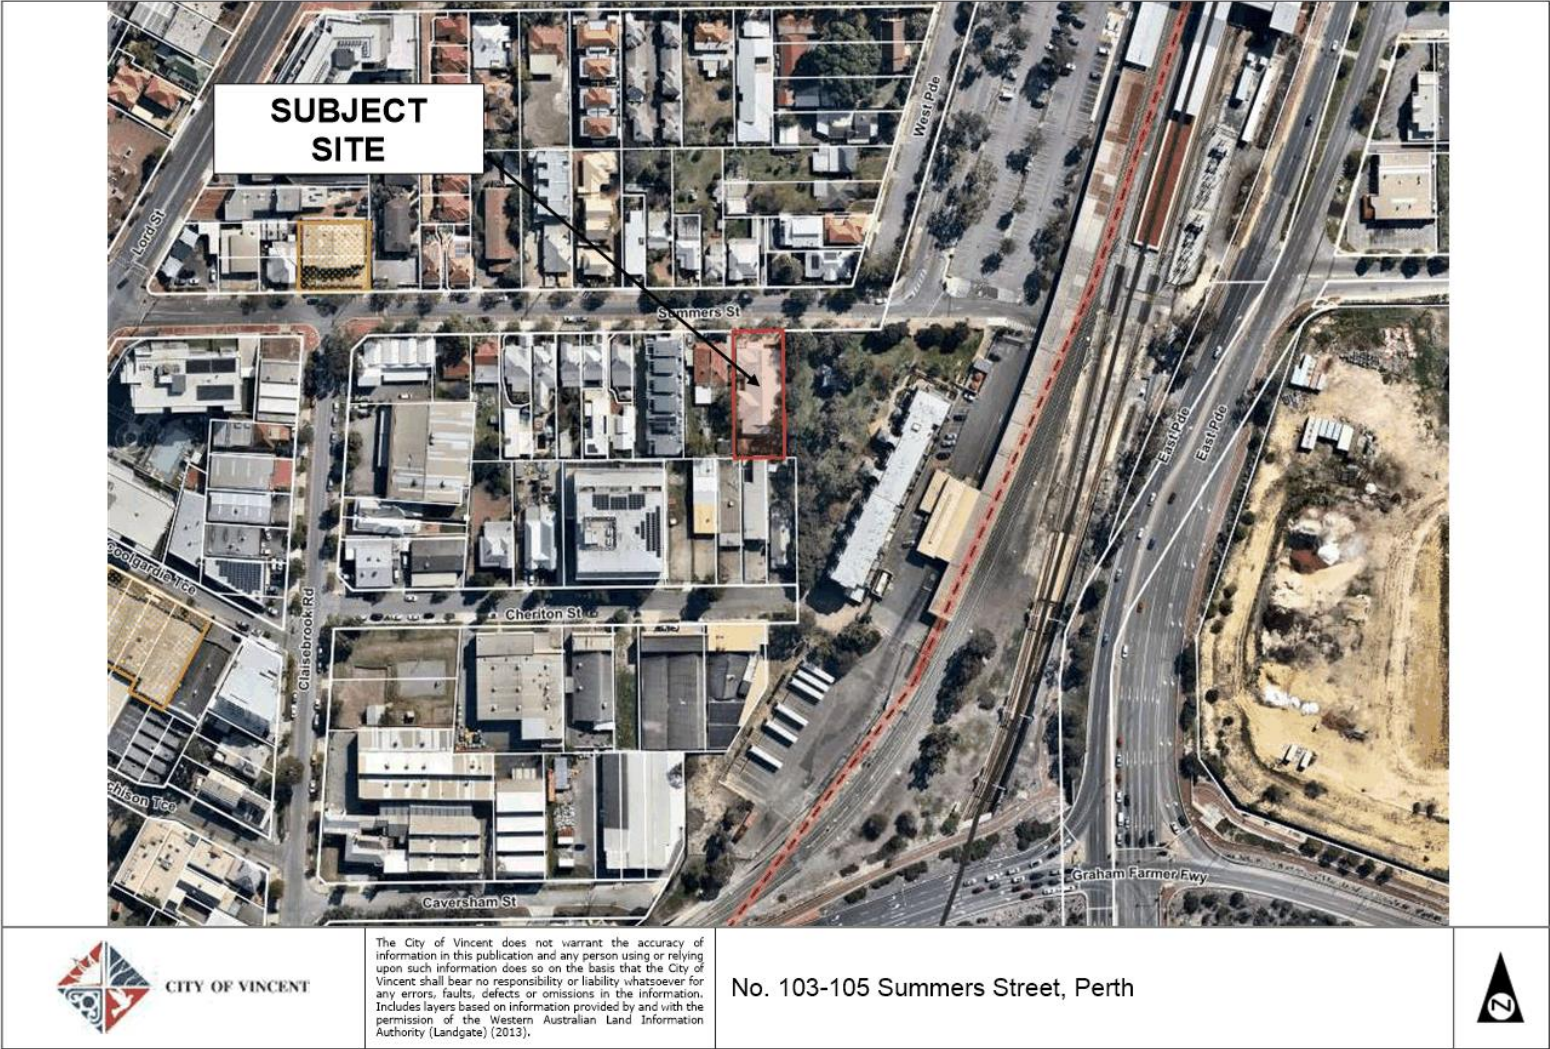 SUBJECT
SITE
West Pde
Lord St
Summers St
East Pde
East Pde
Coolgardie Tce
Claisebrook Rd
Cheriton St
chison Tce
Graham Farmer Fwy
Caversham St
CITY OF VINCENT
The City of Vincent does not warrant the accuracy of
information in this publication and any person using or relying
upon such information does so on the basis that the City of
Vincent shall bear no responsibility or liability whatsoever for
any errors, faults, defects or omissions in the information.
Includes layers based on information provided by and with the
permission of the Western Australian Land Information
Authority (Landgate) (2013).
No. 103-105 Summers Street, Perth
N